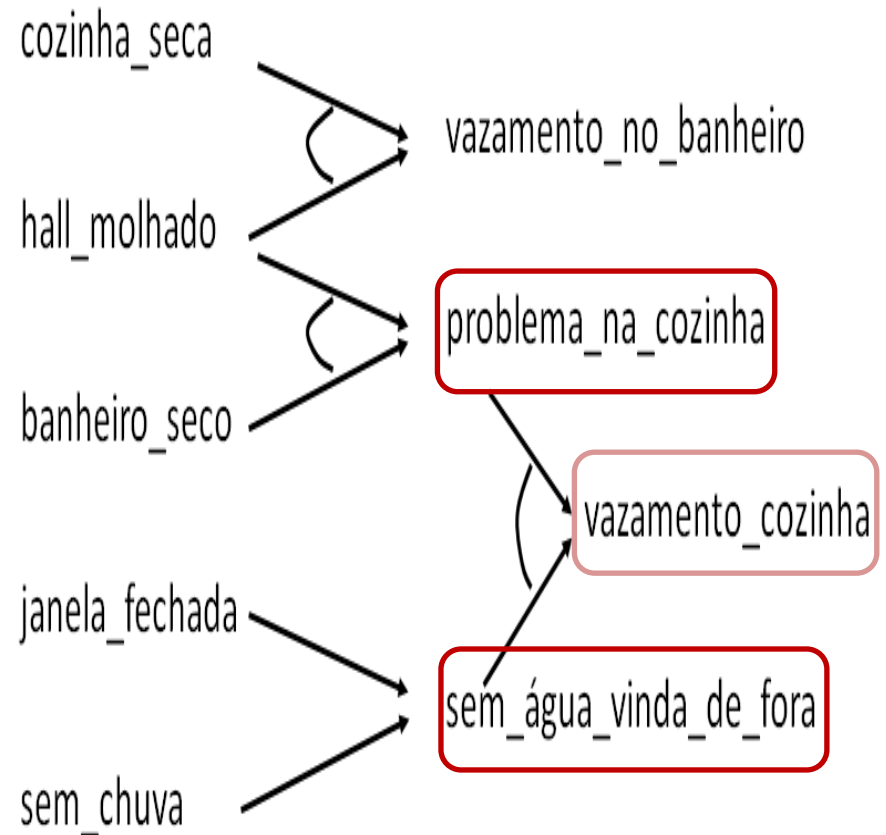 cozinha_seca
vazamento_no_banheiro
hall_molhado
problema_na_cozinha
banheiro_seco
vazamento_cozinha
janela_fechada
sem_água_vinda_de_fora
sem_chuva